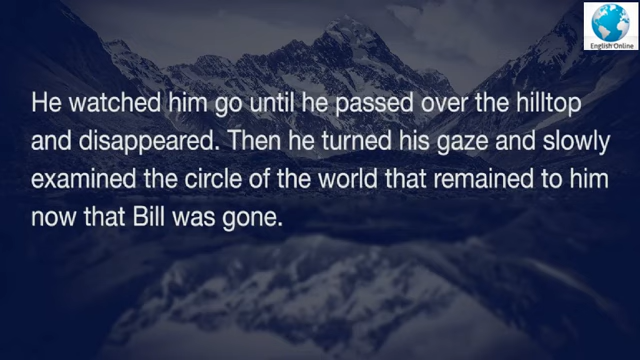 English Online
He watched him go until he passed over the hilltop
and disappeared. Then he turned his gaze and slowly
examined the circle of the world that remained to him
now that Bill was gone.